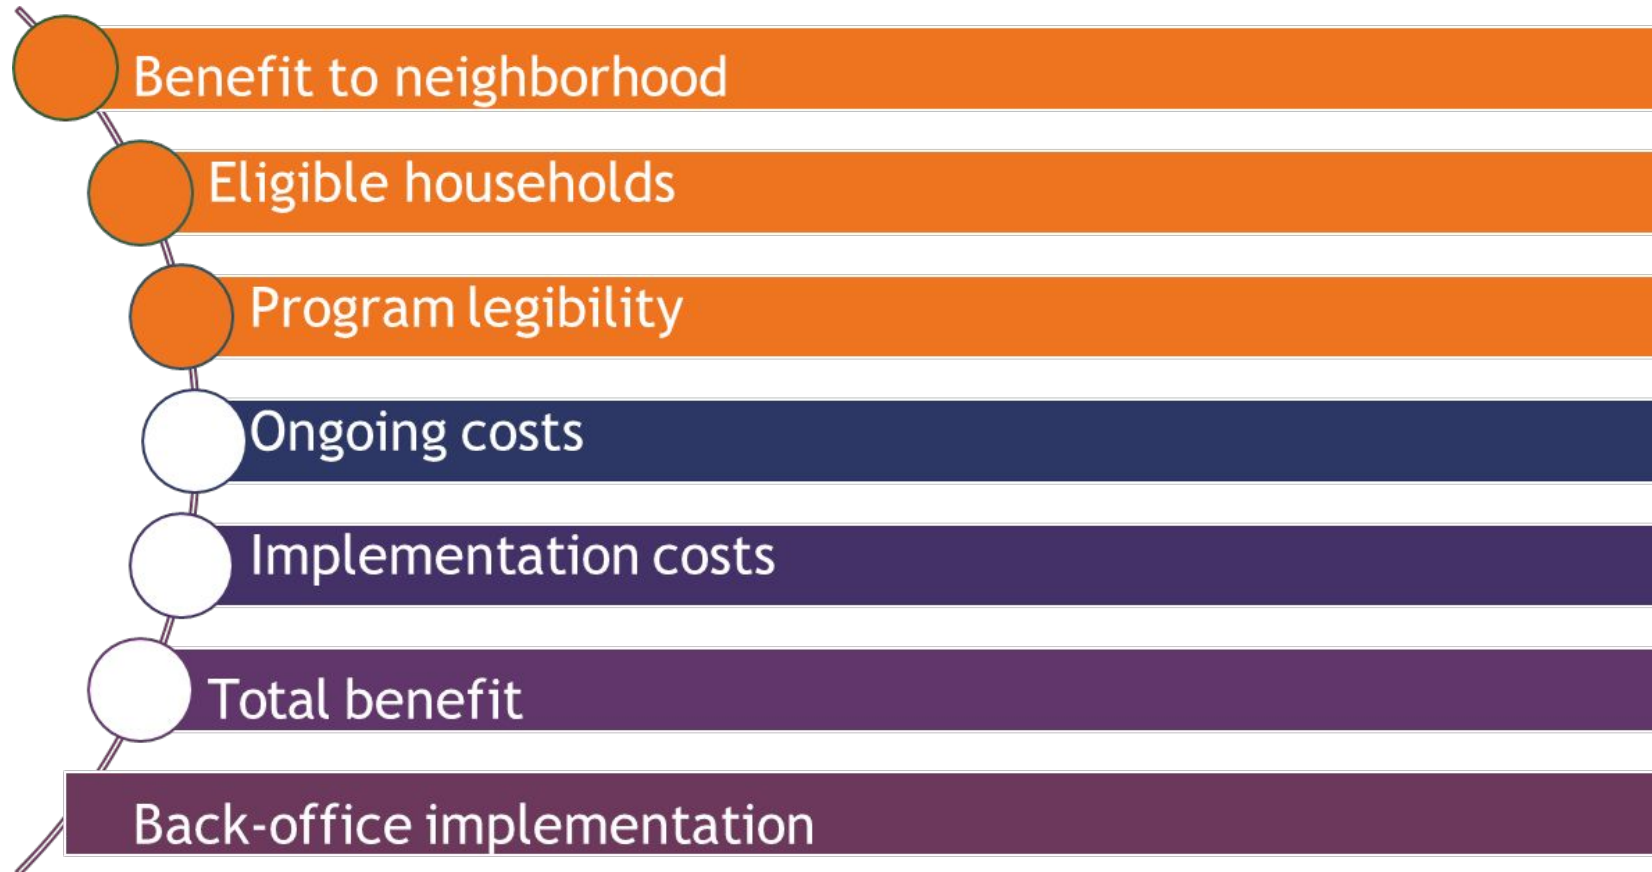 Benefit to neighborhood
Eligible households
Program legibility
Ongoing costs
Implementation costs
Total benefit
Back-office implementation